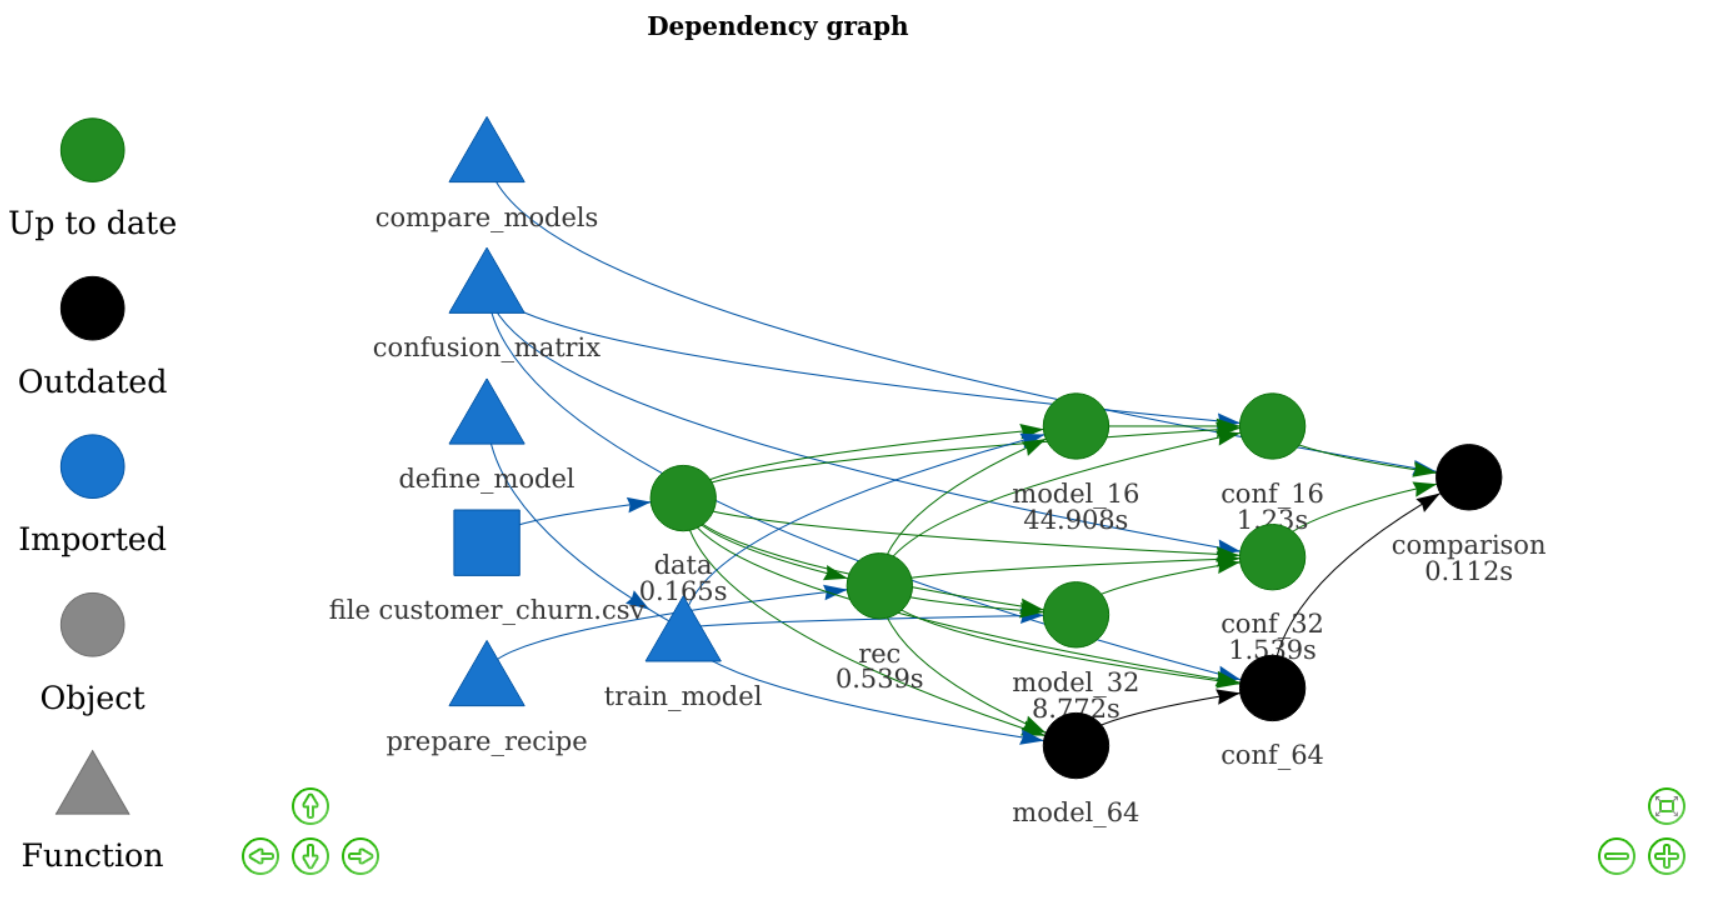 Dependency graph
Up to date
Outdated
Imported
Object
Function
compare_models
confusion_matrix
define_model
file customer_churn.csv
prepare_recipe
data
0.165s
train_model
rec
0.539s
model_16
44.908s
model_32
8.772s
model_64
conf_16
1.23s
conf_32
1.539s
conf_64
comparison
0.112s